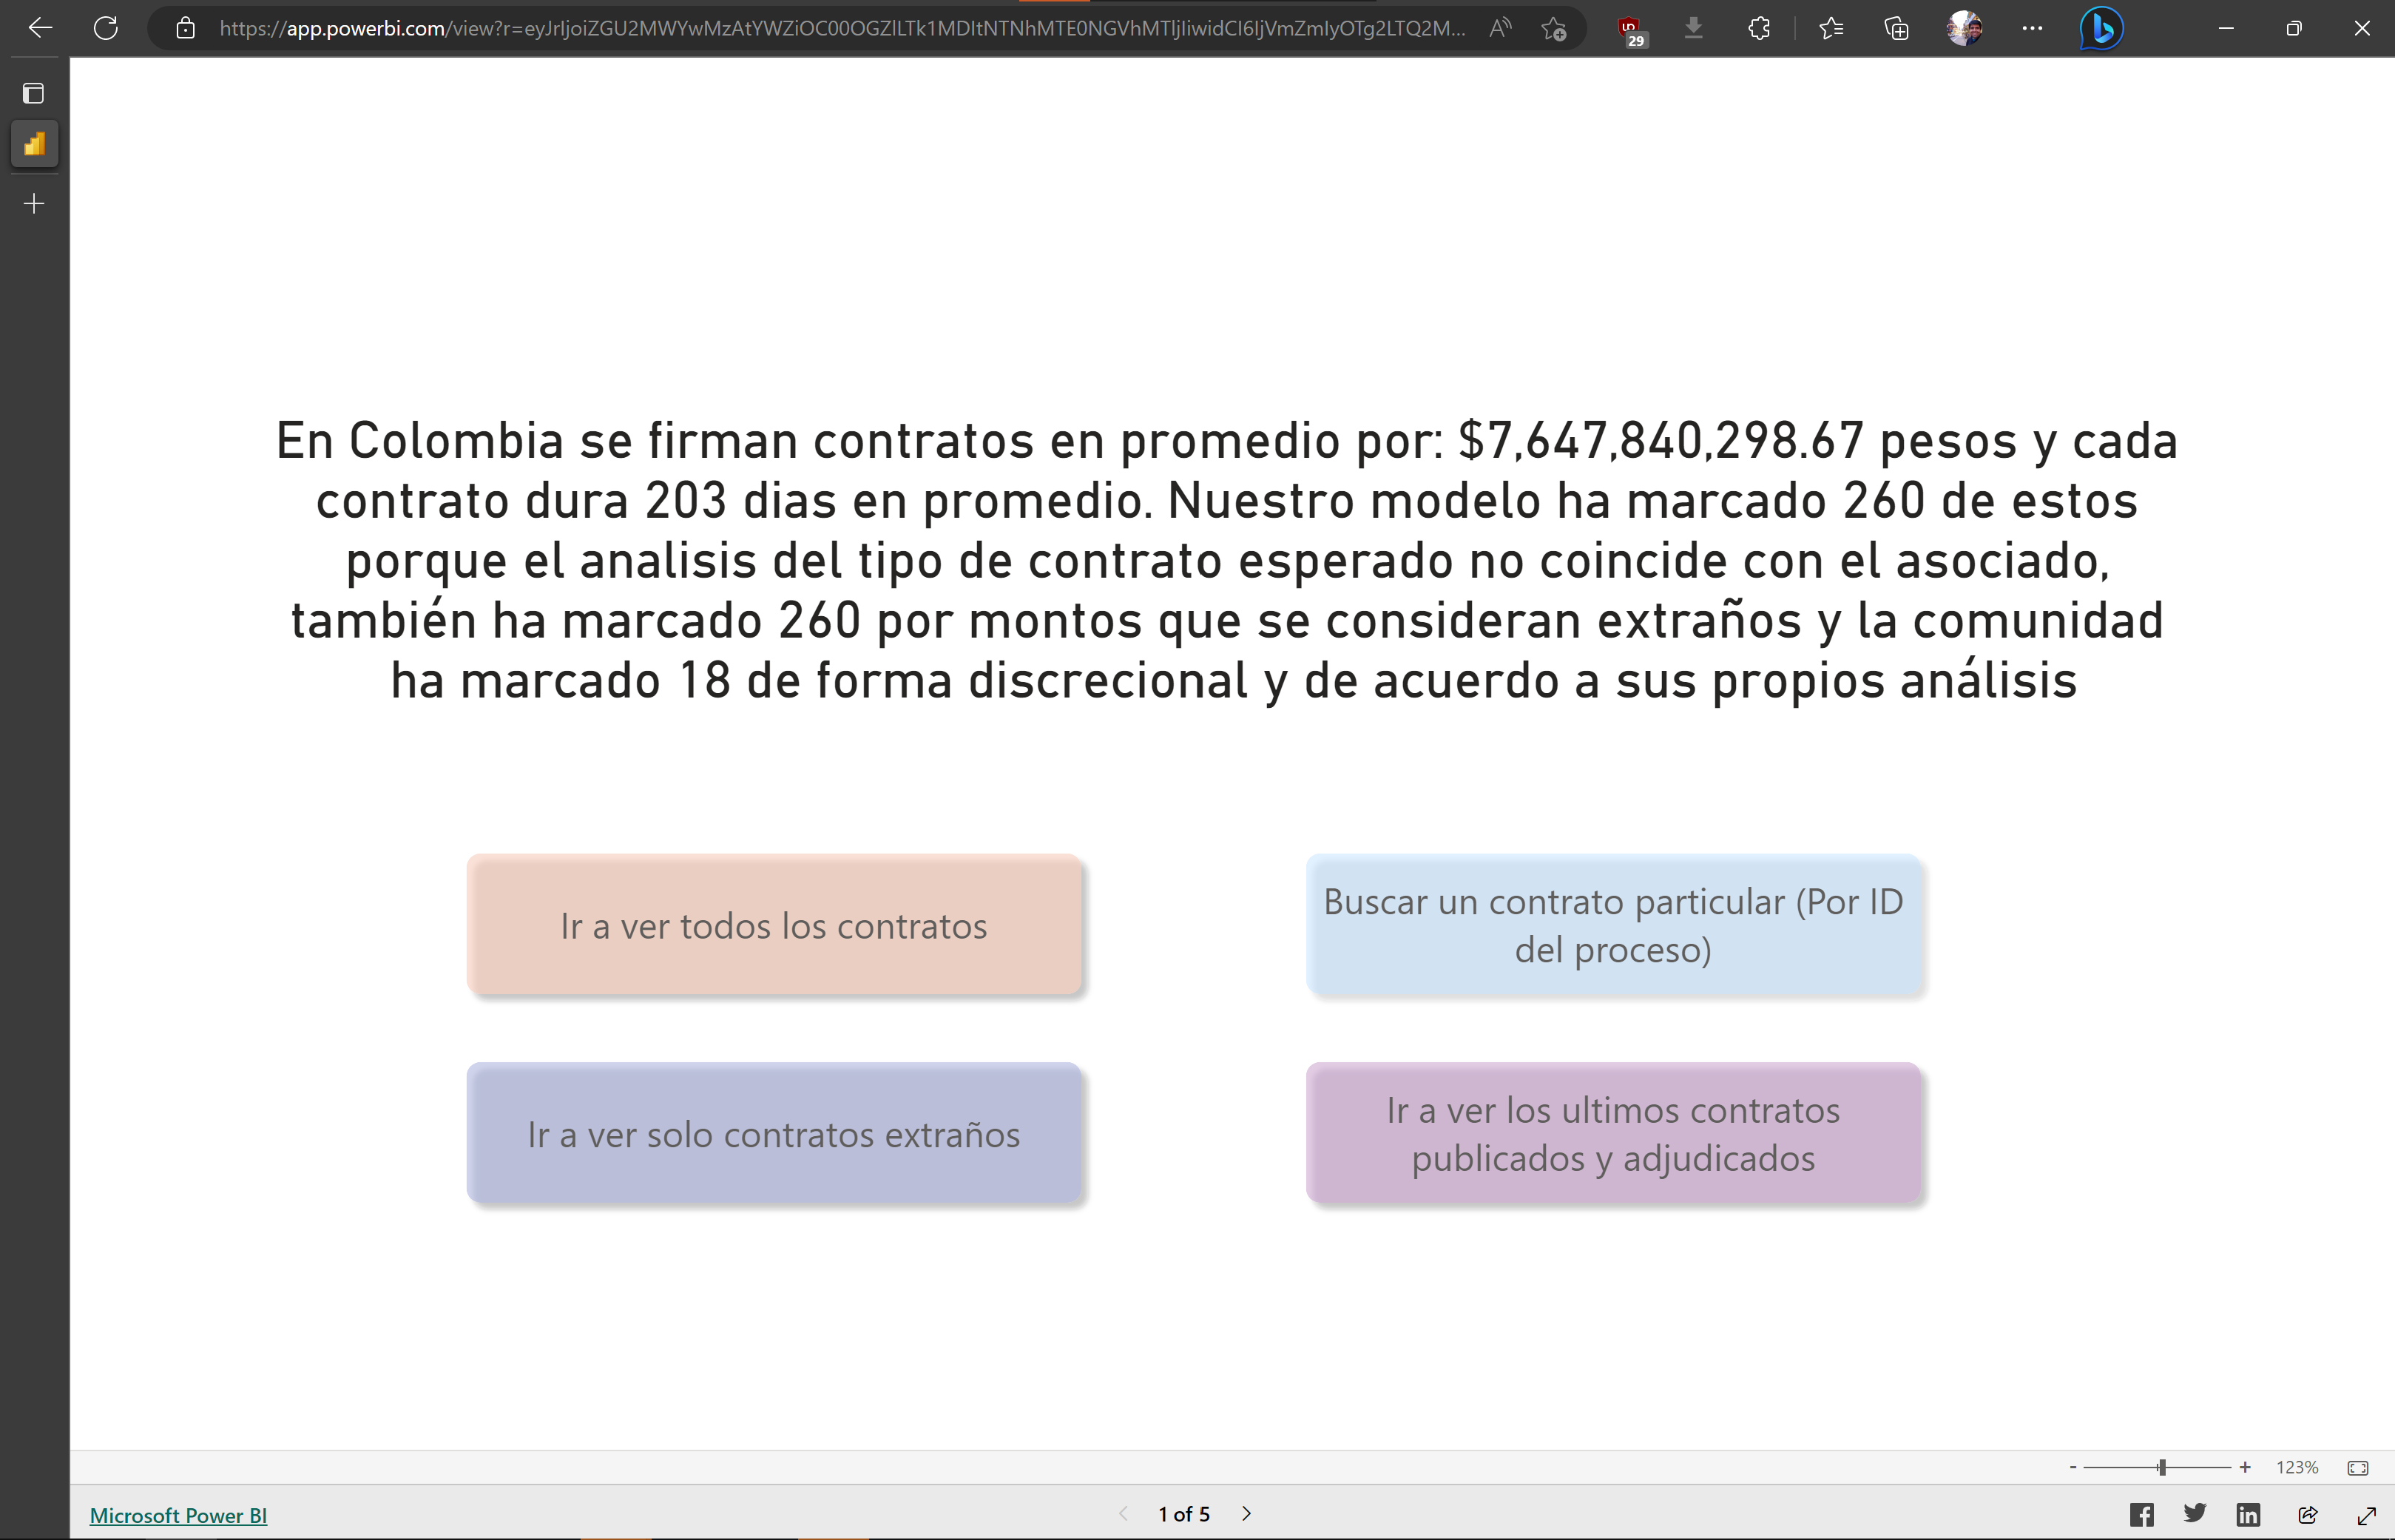 https://app.powerbi.com/view?r=
29
En Colombia se firman contratos en promedio por: $7,647,840,298.67 pesos y cada
contrato dura 203 dias en promedio. Nuestro modelo ha marcado 260 de estos
porque el analisis del tipo de contrato esperado no coincide con el asociado,
también ha marcado 260 por montos que se consideran extraños y la comunidad
ha marcado 18 de forma discrecional y de acuerdo a sus propios análisis
Ir a ver todos los contratos
Buscar un contrato particular (Por ID
del proceso)
Ir a ver solo contratos extraños
Ir a ver los ultimos contratos
publicados y adjudicados
- + 123%
Microsoft Power BI
1 of 5